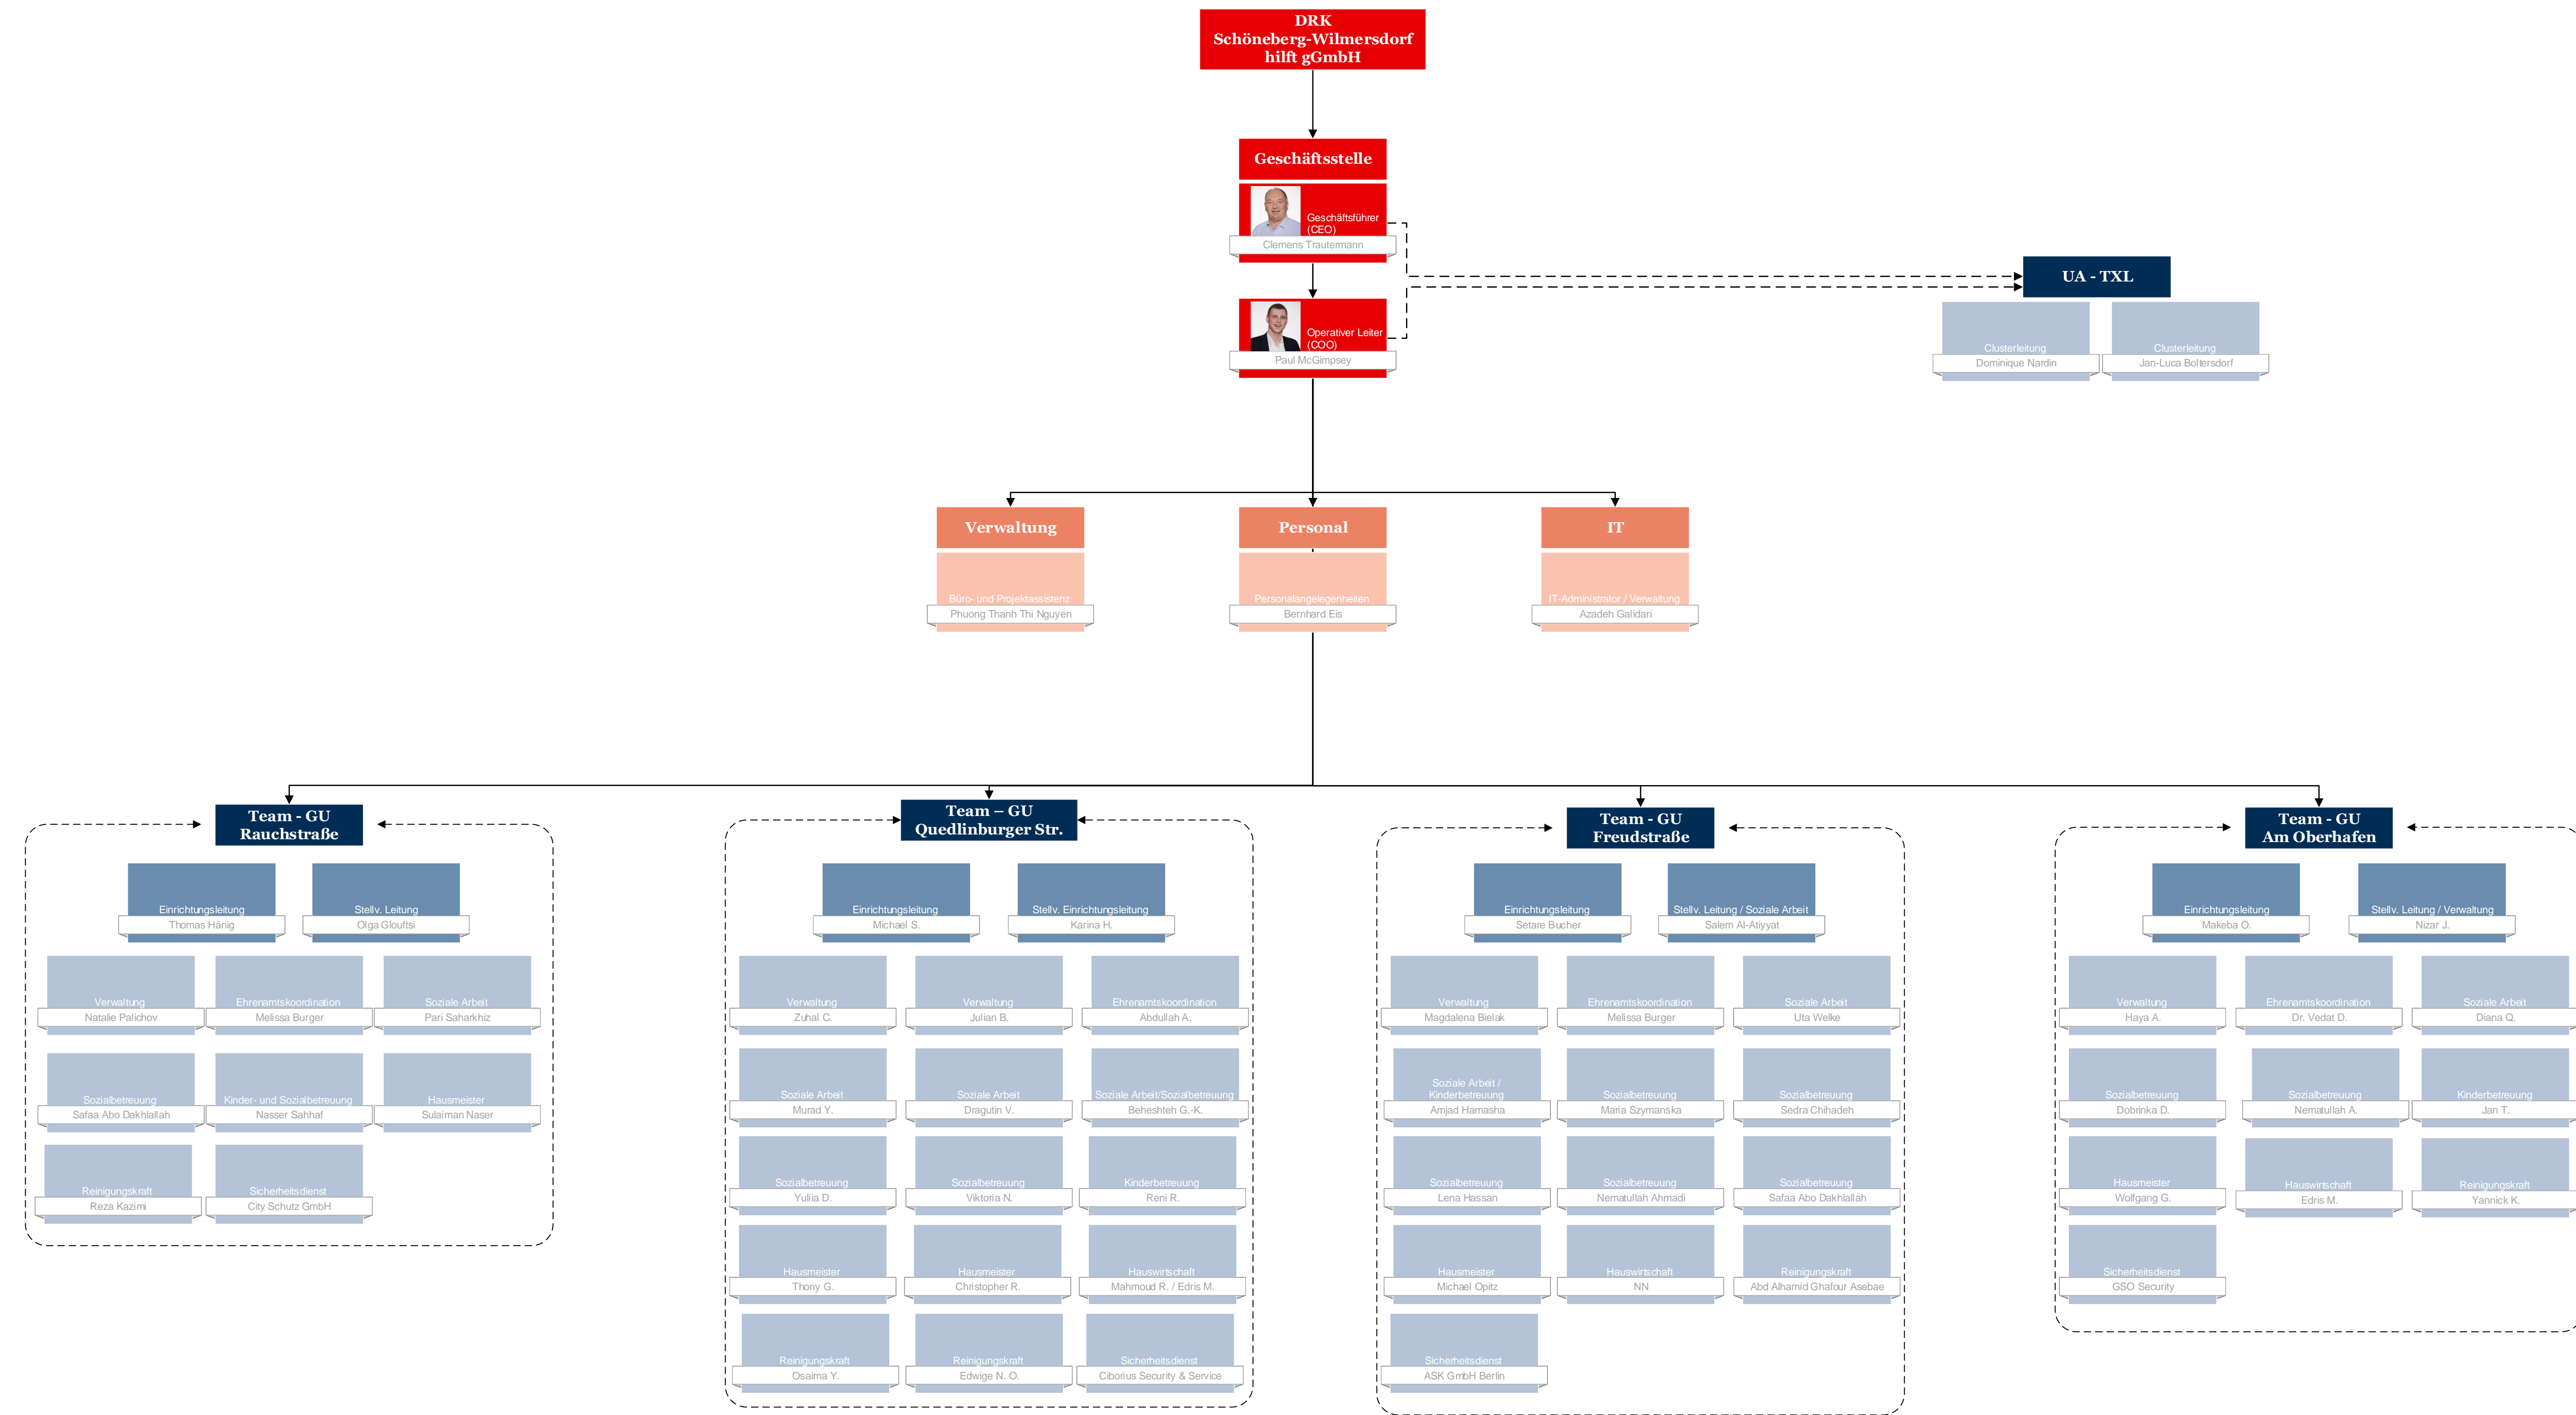 DRK
Schöneberg-Wilmersdorf
hilft gGmbH
Geschäftsstelle
Geschäftsführer
(CEO)
Clemens Trautermann
Operativer Leiter
(COO)
Paul McGimpsey
UA - TXL
Clusterleitung
Dominique Nardin
Clusterleitung
Jan-Luca Boltersdorf
Verwaltung
Büro- und Projektassistenz
Phuong Thanh Thi Nguyen
Personal
Personalangelegenheiten
Bernhard Eis
IT
IT-Administrator / Verwaltung
Azadeh Galidari
Team - GU
Rauchstraße
Einrichtungsleitung
Thomas Hänig
Stellv. Leitung
Olga Glouftsi
Verwaltung
Natalie Palichov
Ehrenamtskoordination
Melissa Burger
Soziale Arbeit
Pari Saharkhiz
Sozialbetreuung
Safaa Abo Dakhlallah
Kinder- und Sozialbetreuung
Nasser Sahhaf
Hausmeister
Sulaiman Naser
Reinigungskraft
Reza Kazimi
Sicherheitsdienst
City Schutz GmbH
Team – GU
Quedlinburger Str.
Einrichtungsleitung
Michael S.
Stellv. Einrichtungsleitung
Karina H.
Verwaltung
Zuhal C.
Verwaltung
Julian B.
Ehrenamtskoordination
Abdullah A.
Soziale Arbeit
Murad Y.
Soziale Arbeit
Dragutin V.
Soziale Arbeit/Sozialbetreuung
Beheshteh G.-K.
Sozialbetreuung
Yuliia D.
Sozialbetreuung
Viktoria N.
Kinderbetreuung
Reni R.
Hausmeister
Thony G.
Hausmeister
Christopher R.
Hauswirtschaft
Mahmoud R. / Edris M.
Reinigungskraft
Osaima Y.
Reinigungskraft
Edwige N. O.
Sicherheitsdienst
Ciborius Security & Service
Team - GU
Freudstraße
Einrichtungsleitung
Setare Bucher
Stellv. Leitung / Soziale Arbeit
Salem Al-Atiyyat
Verwaltung
Magdalena Bielak
Ehrenamtskoordination
Melissa Burger
Soziale Arbeit
Uta Welke
Soziale Arbeit /
Kinderbetreuung
Amjad Hamasha
Sozialbetreuung
Maria Szymanska
Sozialbetreuung
Sedra Chihadeh
Sozialbetreuung
Lena Hassan
Sozialbetreuung
Nematullah Ahmadi
Sozialbetreuung
Safaa Abo Dakhlallah
Hausmeister
Michael Opitz
Hauswirtschaft
NN
Reinigungskraft
Abd Alhamid Ghafour Asebae
Sicherheitsdienst
ASK GmbH Berlin
Team - GU
Am Oberhafen
Einrichtungsleitung
Makeba O.
Stellv. Leitung / Verwaltung
Nizar J.
Verwaltung
Haya A.
Ehrenamtskoordination
Dr. Vedat D.
Soziale Arbeit
Diana Q.
Sozialbetreuung
Dobrinka D.
Sozialbetreuung
Nematullah A.
Kinderbetreuung
Jan T.
Hausmeister
Wolfgang G.
Hauswirtschaft
Edris M.
Reinigungskraft
Yannick K.
Sicherheitsdienst
GSO Security